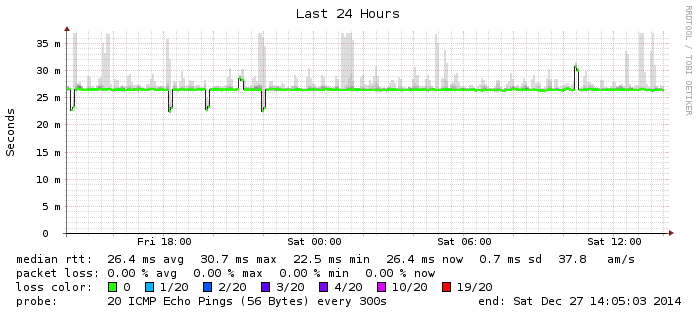 Last 24 Hours
RRDTOOL / TOBI OETIKER
Seconds
35 m
30 m
25 m
20 m
15 m
10 m
5 m
0
Fri 18:00 Sat 00:00 Sat 06:00 Sat 12:00
median rtt: 26.4 ms avg 30.7 ms max 22.5 ms min 26.4 ms now 0.7 ms sd 37.8 am/s
packet loss: 0.00 % avg 0.00 % max 0.00 % min 0.00 % now
loss color: 0 1/20 2/20 3/20 4/20 10/20 19/20
probe: 20 ICMP Echo Pings (56 Bytes) every 300s end: Sat Dec 27 14:05:03 2014